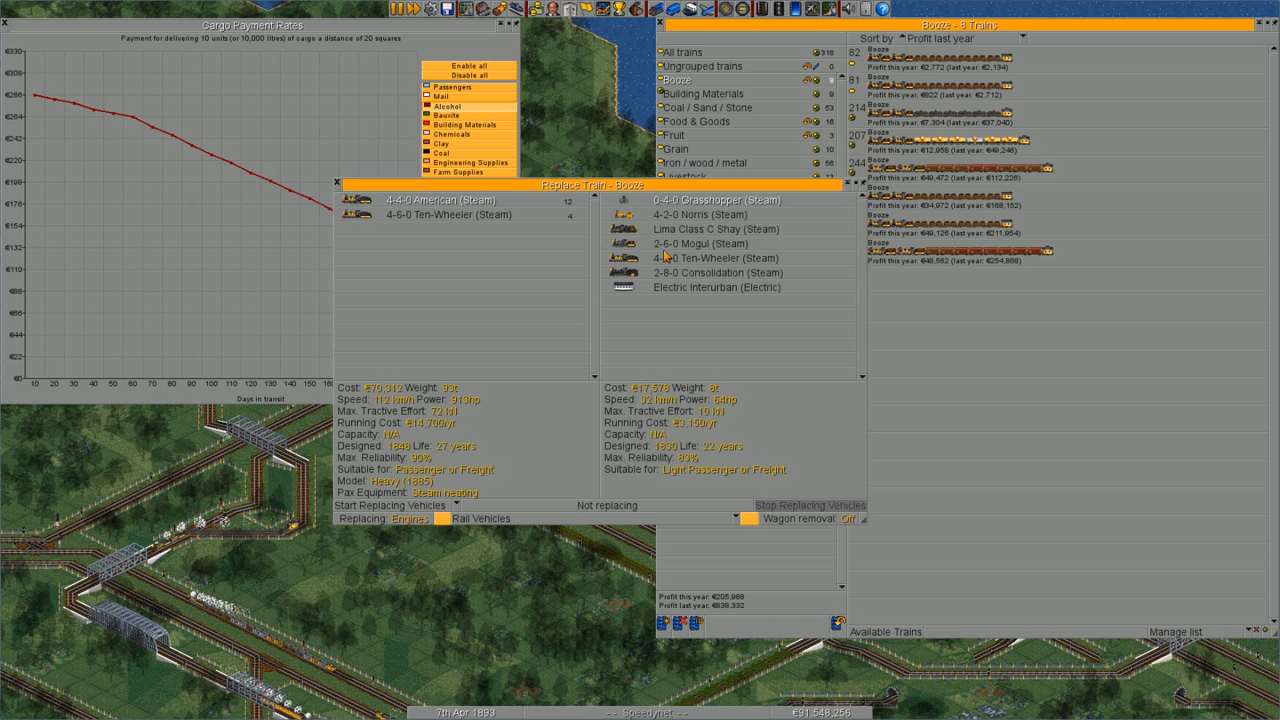 Cargo Payment Rates
Payment for delivering 10 units (or 10,000 litres) of cargo a distance of 20 squares
€330
€308
€286
€264
€242
€220
€198
€176
€154
€132
€110
€88
€66
€44
€22
€0
10 20 30 40 50 60 70 80 90 100 110 120 130 140 150
Days in transit
Enable all
Disable all
Passengers
Mail
Alcohol
Bauxite
Building Materials
Chemicals
Clay
Coal
Engineering Supplies
Farm Supplies
Booze - 8 Trains
All trains 316
Ungrouped trains 0
Booze 8
Building Materials 9
Coal / Sand / Stone 63
Food & Goods 16
Fruit 3
Grain 10
Iron / wood / metal 56
Livestock
Sort by Profit last year
82 Booze
Profit this year: €2,772 (last year: €2,134)
81 Booze
Profit this year: €822 (last year: €2,712)
214 Booze
Profit this year: €7,304 (last year: €37,040)
207 Booze
Profit this year: €12,958 (last year: €49,246)
244 Booze
Profit this year: €49,472 (last year: €112,226)
Booze
Profit this year: €34,972 (last year: €168,152)
Booze
Profit this year: €49,126 (last year: €211,954)
Booze
Profit this year: €48,562 (last year: €254,868)
Replace Train - Booze
4-4-0 American (Steam) 12
4-6-0 Ten-Wheeler (Steam) 4
0-4-0 Grasshopper (Steam)
4-2-0 Norris (Steam)
Lima Class C Shay (Steam)
2-6-0 Mogul (Steam)
Ten-Wheeler (Steam)
2-8-0 Consolidation (Steam)
Electric Interurban (Electric)
Cost: €70,312 Weight: 93t
Speed: 112 km/h Power: 913hp
Max. Tractive Effort: 72 kN
Running Cost: €14,700/yr
Capacity: N/A
Designed: 1848 Life: 27 years
Max. Reliability: 90%
Suitable for: Passenger or Freight
Model: Heavy (1885)
Pax Equipment: Steam heating
Cost: €17,578 Weight: 8t
Speed: 32 km/h Power: 64hp
Max. Tractive Effort: 10 kN
Running Cost: €3,150/yr
Capacity: N/A
Designed: 1830 Life: 22 years
Max. Reliability: 83%
Suitable for: Light Passenger or Freight
Start Replacing Vehicles Not replacing Stop Replacing Vehicles
Replacing: Engines Rail Vehicles Wagon removal: Off
Profit this year: €205,988
Profit last year: €838,332
Available Trains Manage list
7th Apr 1893 - - Speedynet - - €91,548,256